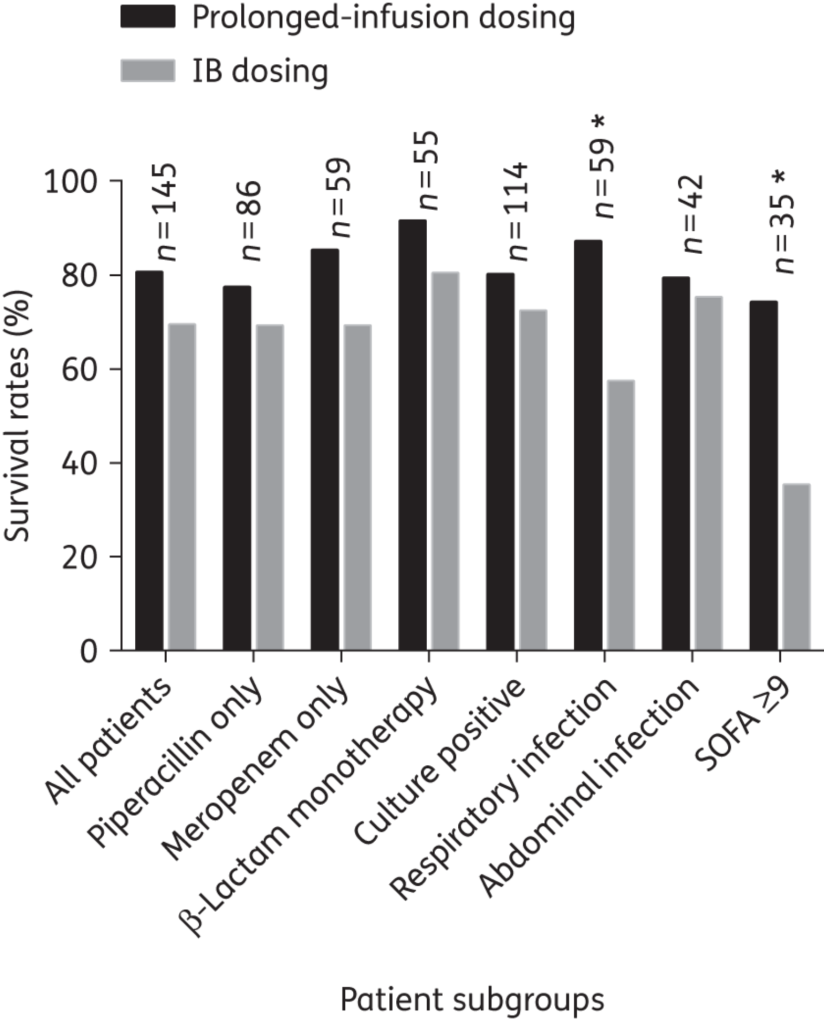 Prolonged-infusion dosing
IB dosing
n=145
n=86
n=59
n=55
n=114
n=59 *
n=42
n=35 *
100
80
60
40
20
0
Survival rates (%)
All patients
Piperacillin only
Meropenem only
β-Lactam monotherapy
Culture positive
Respiratory infection
Abdominal infection
SOFA ≥9
Patient subgroups